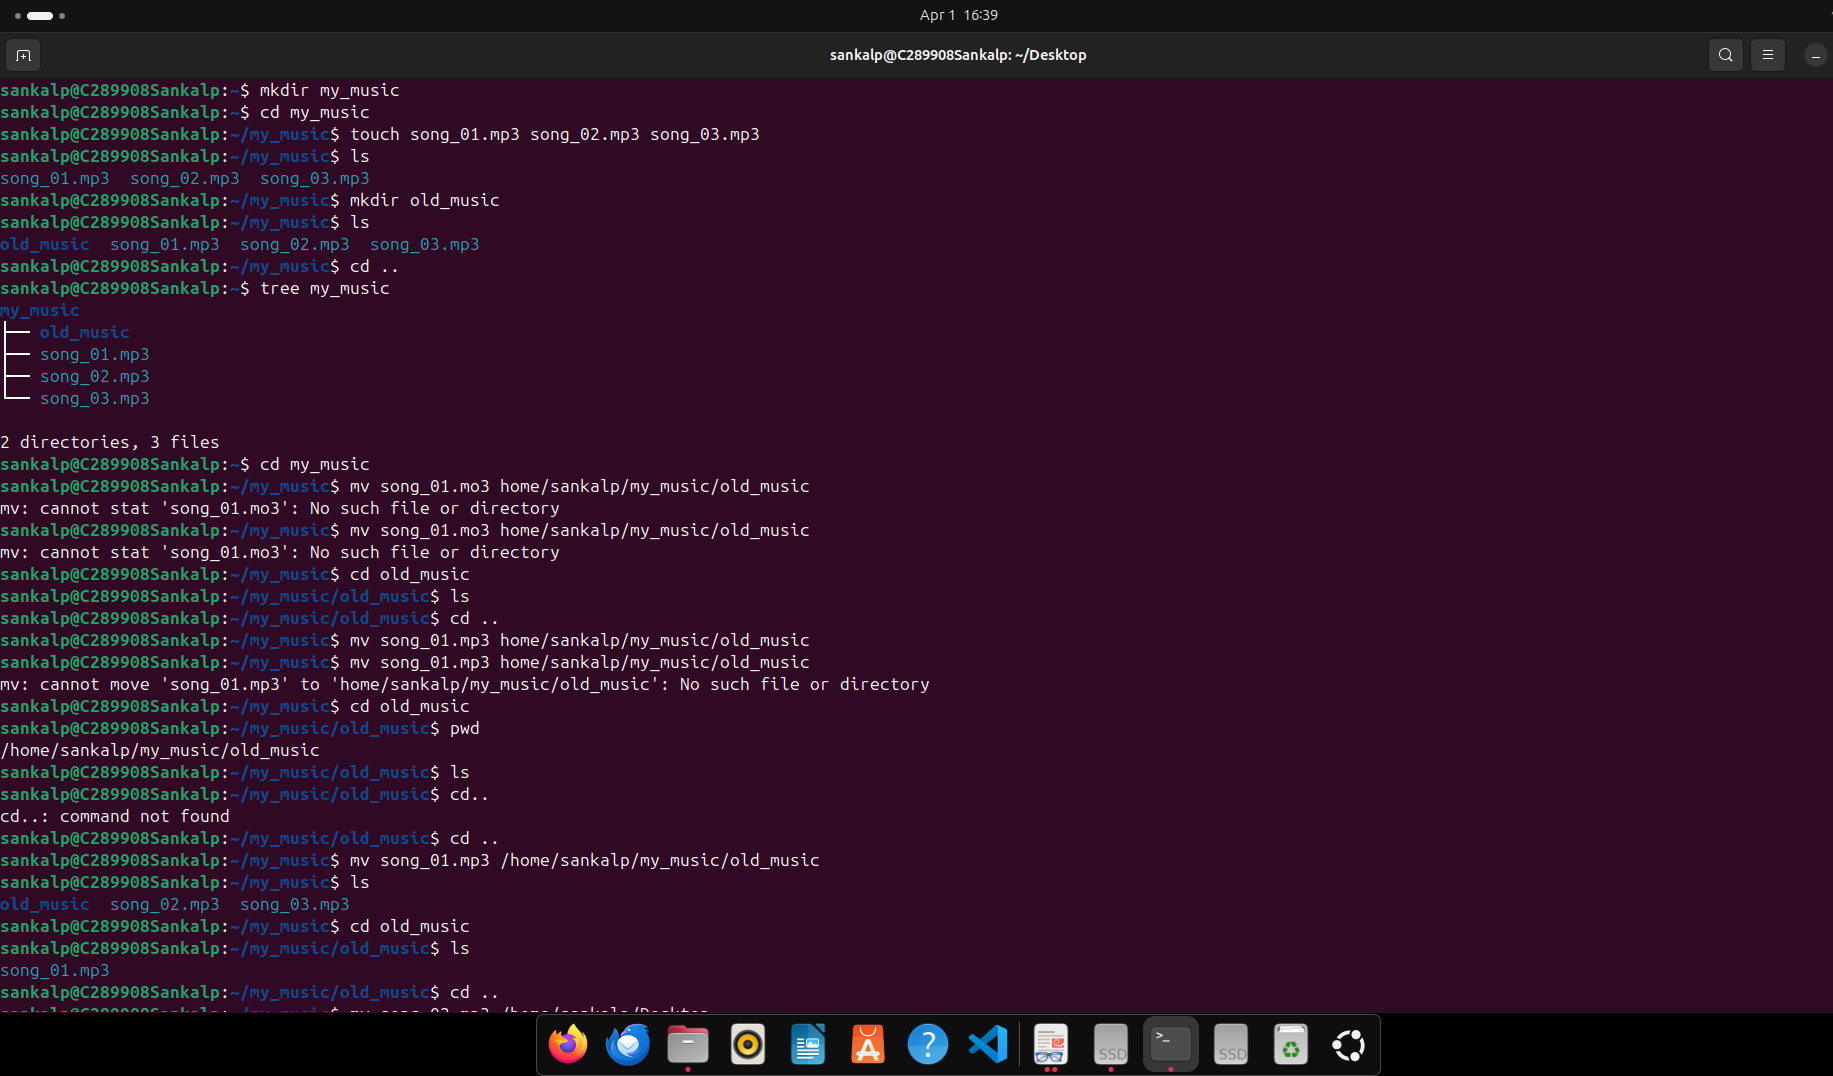 Apr 1 16:39
sankalp@C289908Sankalp: ~/Desktop
sankalp@C289908Sankalp:~$ mkdir my_music
sankalp@C289908Sankalp:~$ cd my_music
sankalp@C289908Sankalp:~/my_music$ touch song_01.mp3 song_02.mp3 song_03.mp3
sankalp@C289908Sankalp:~/my_music$ ls
song_01.mp3  song_02.mp3  song_03.mp3
sankalp@C289908Sankalp:~/my_music$ mkdir old_music
sankalp@C289908Sankalp:~/my_music$ ls
old_music  song_01.mp3  song_02.mp3  song_03.mp3
sankalp@C289908Sankalp:~/my_music$ cd ..
sankalp@C289908Sankalp:~$ tree my_music
my_music
├── old_music
├── song_01.mp3
├── song_02.mp3
└── song_03.mp3
2 directories, 3 files
sankalp@C289908Sankalp:~$ cd my_music
sankalp@C289908Sankalp:~/my_music$ mv song_01.mo3 home/sankalp/my_music/old_music
mv: cannot stat 'song_01.mo3': No such file or directory
sankalp@C289908Sankalp:~/my_music$ mv song_01.mo3 home/sankalp/my_music/old_music
mv: cannot stat 'song_01.mo3': No such file or directory
sankalp@C289908Sankalp:~/my_music$ cd old_music
sankalp@C289908Sankalp:~/my_music/old_music$ ls
sankalp@C289908Sankalp:~/my_music/old_music$ cd ..
sankalp@C289908Sankalp:~/my_music$ mv song_01.mp3 home/sankalp/my_music/old_music
sankalp@C289908Sankalp:~/my_music$ mv song_01.mp3 home/sankalp/my_music/old_music
mv: cannot move 'song_01.mp3' to 'home/sankalp/my_music/old_music': No such file or directory
sankalp@C289908Sankalp:~/my_music$ cd old_music
sankalp@C289908Sankalp:~/my_music/old_music$ pwd
/home/sankalp/my_music/old_music
sankalp@C289908Sankalp:~/my_music/old_music$ ls
sankalp@C289908Sankalp:~/my_music/old_music$ cd..
cd..: command not found
sankalp@C289908Sankalp:~/my_music/old_music$ cd ..
sankalp@C289908Sankalp:~/my_music$ mv song_01.mp3 /home/sankalp/my_music/old_music
sankalp@C289908Sankalp:~/my_music$ ls
old_music  song_02.mp3  song_03.mp3
sankalp@C289908Sankalp:~/my_music$ cd old_music
sankalp@C289908Sankalp:~/my_music/old_music$ ls
song_01.mp3
sankalp@C289908Sankalp:~/my_music/old_music$ cd ..
sankalp@C289908Sankalp:~/my_music$ mv song_02.mp3 /home/sankalp/Desktop
SSD
>_
SSD